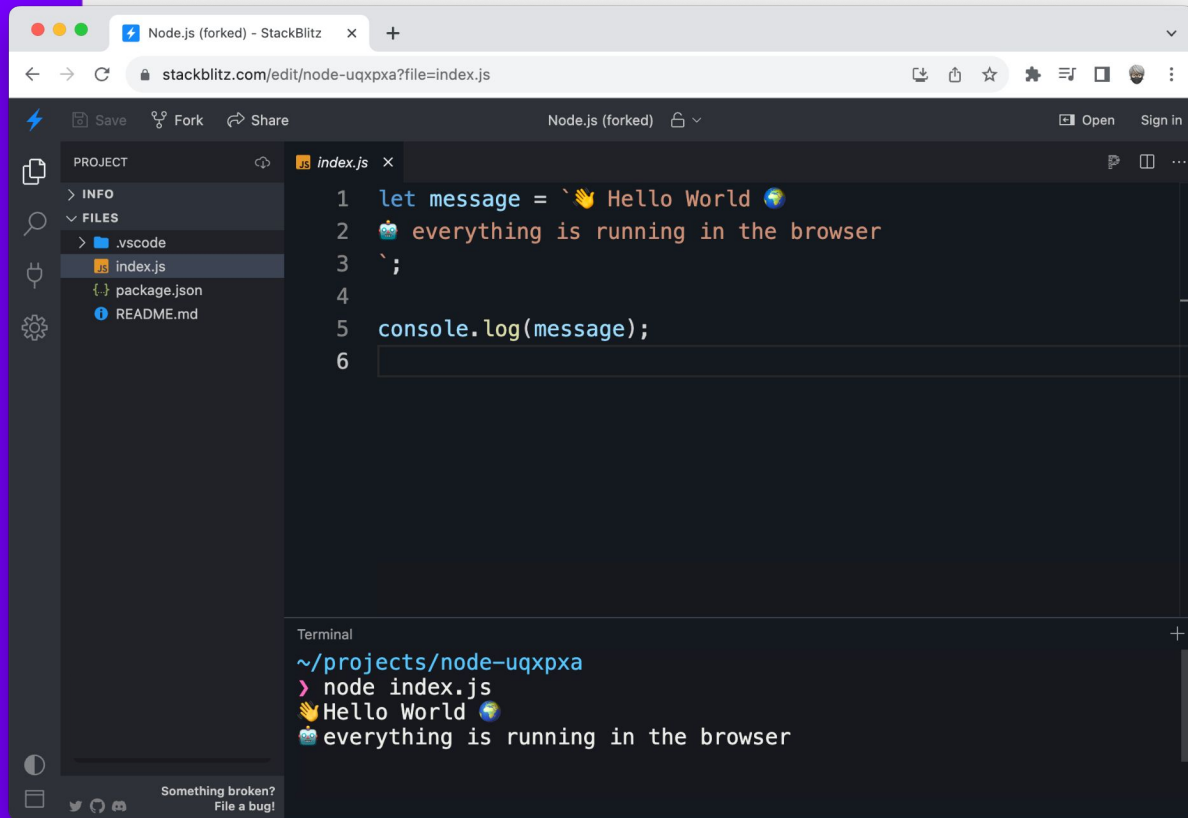 Node.js (forked) - StackBlitz
stackblitz.com/edit/node-uqxpxa?file=index.js
Save Fork Share Node.js (forked) Open Sign in
PROJECT
INFO
FILES
.vscode
index.js
package.json
README.md
Something broken?
File a bug!
JS index.js
1 let message = `👋 Hello World 🌍
2 🤖 everything is running in the browser
3 `;
4
5 console.log(message);
6
Terminal
~/projects/node-uqxpxa
❯ node index.js
👋Hello World 🌍
🤖everything is running in the browser